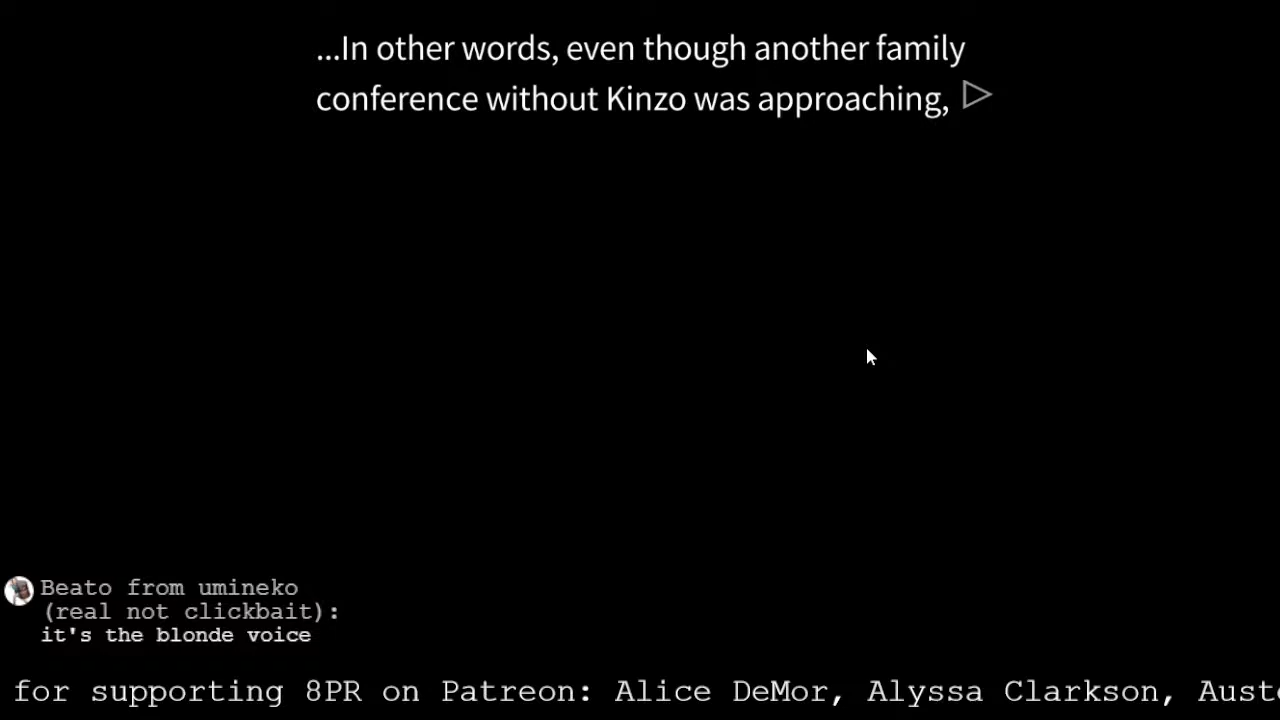 ...In other words, even though another family
conference without Kinzo was approaching,
Beato from umineko
(real not clickbait):
it's the blonde voice
for supporting 8PR on Patreon: Alice DeMor, Alyssa Clarkson, Aust